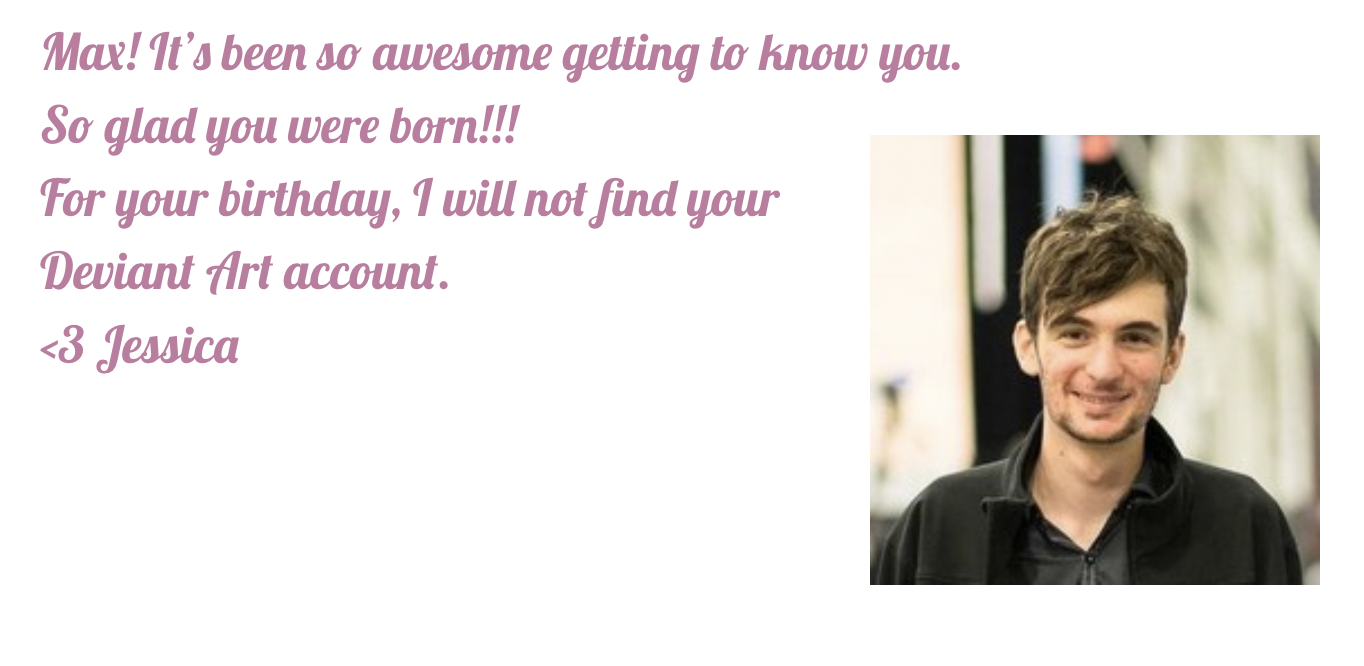 Max! It’s been so awesome getting to know you.
So glad you were born!!!
For your birthday, I will not find your
Deviant Art account.
<3 Jessica